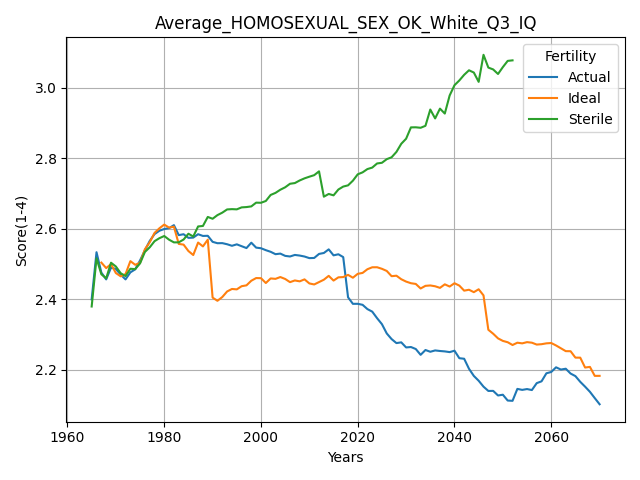 Average_HOMOSEXUAL_SEX_OK_White_Q3_IQ
Fertility
Actual
Ideal
Sterile
Score(1-4)
3.0
2.8
2.6
2.4
2.2
1960
1980
2000
2020
2040
2060
Years